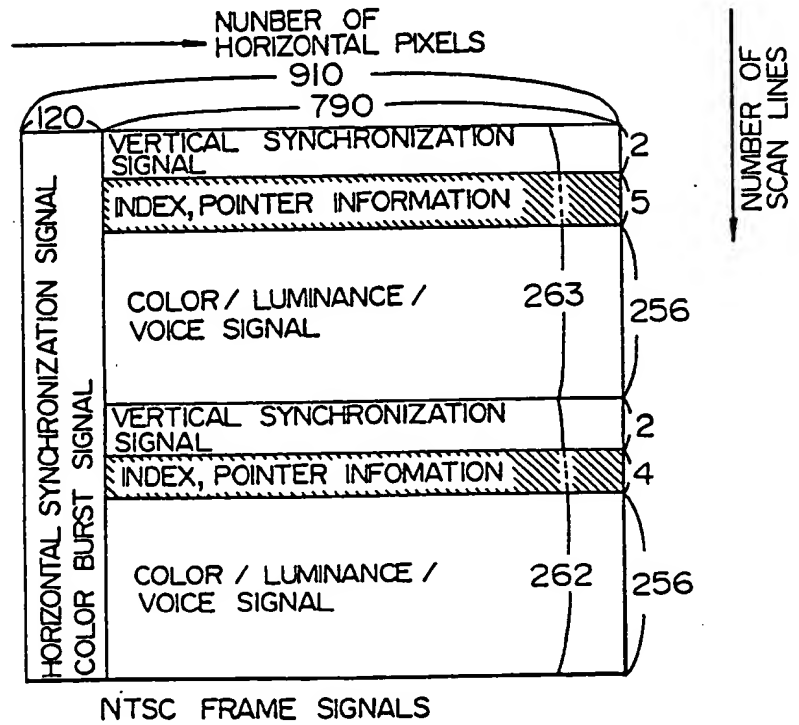 NUNBER OF
HORIZONTAL PIXELS
910
790
120
NUMBER OF
SCAN LINES
HORIZONTAL SYNCHRONIZATION SIGNAL
COLOR BURST SIGNAL
VERTICAL SYNCHRONIZATION
SIGNAL
2
INDEX, POINTER INFORMATION
5
COLOR / LUMINANCE /
VOICE SIGNAL
263
256
VERTICAL SYNCHRONIZATION
SIGNAL
2
INDEX, POINTER INFOMATION
4
COLOR / LUMINANCE /
VOICE SIGNAL
262
256
NTSC FRAME SIGNALS